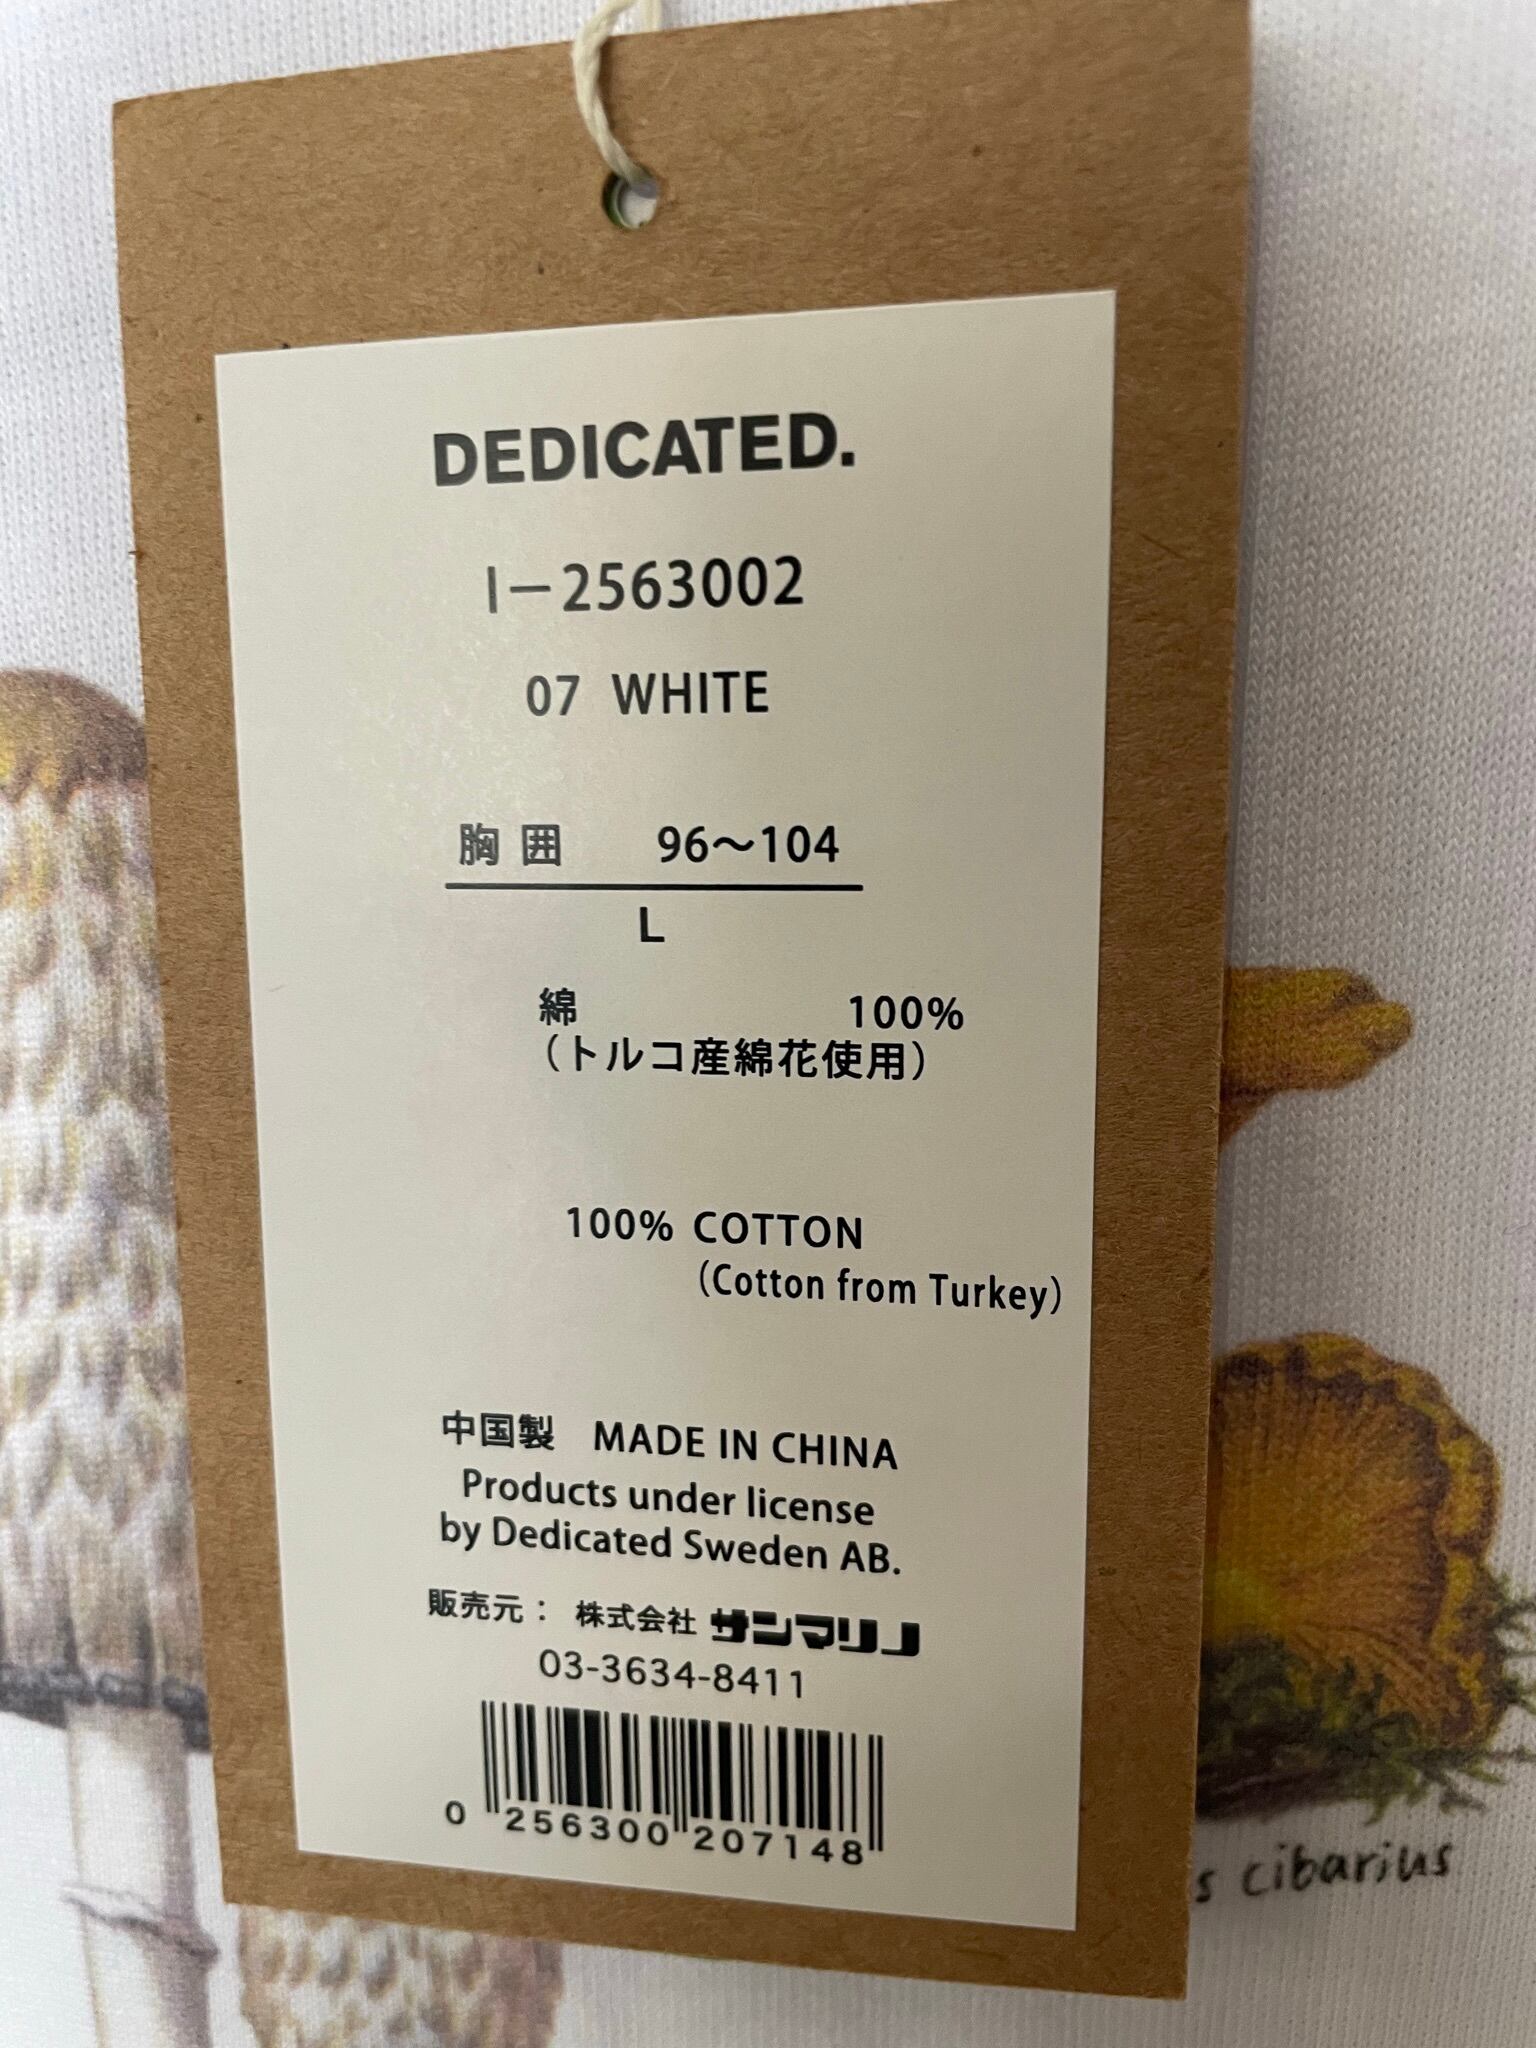 DEDICATED.
I－2563002
07 WHITE
胸 囲 96～104
L
綿 100%
（トルコ産綿花使用）
100% COTTON
（Cotton from Turkey）
中国製 MADE IN CHINA
Products under license
by Dedicated Sweden AB.
販売元： 株式会社 サンマリノ
03-3634-8411
0 256300 207148
s cibarius